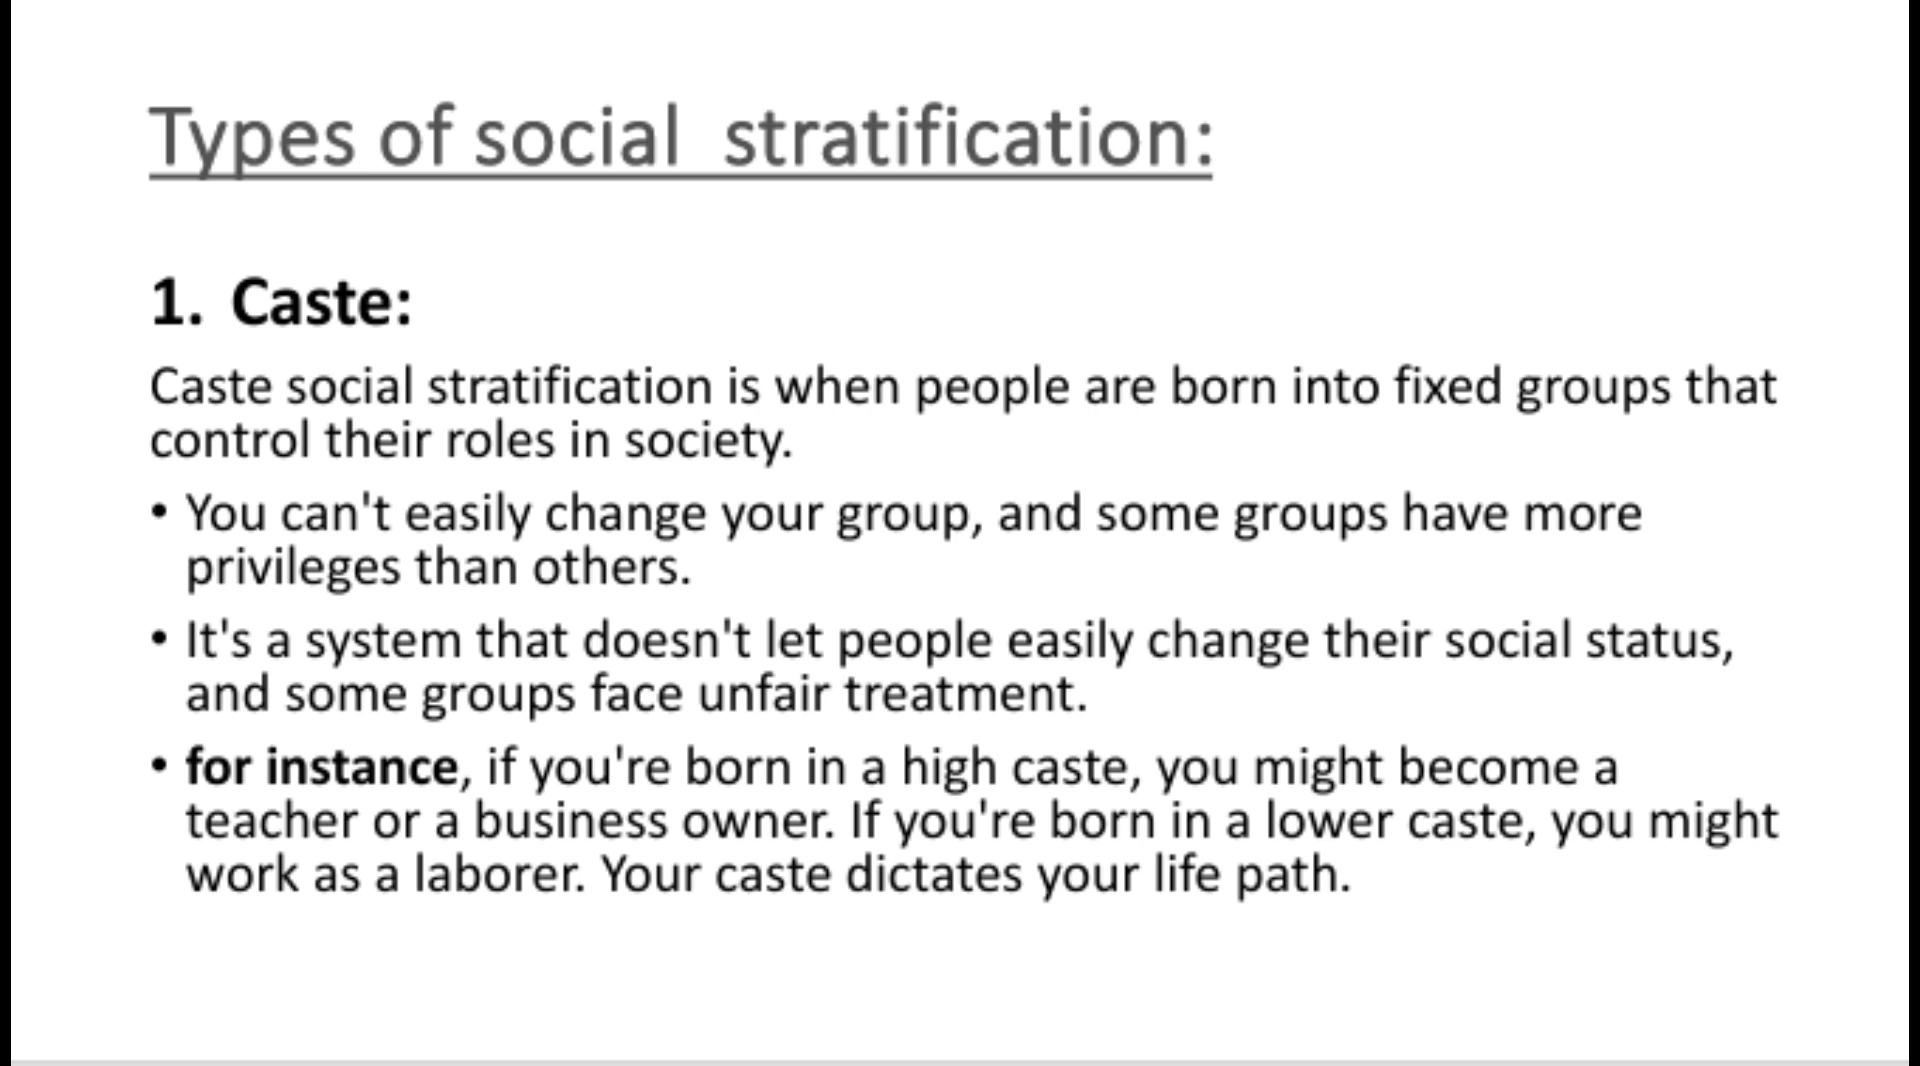 Types of social  stratification:
1. Caste:
Caste social stratification is when people are born into fixed groups that
control their roles in society.
• You can't easily change your group, and some groups have more
privileges than others.
• It's a system that doesn't let people easily change their social status,
and some groups face unfair treatment.
• for instance, if you're born in a high caste, you might become a
teacher or a business owner. If you're born in a lower caste, you might
work as a laborer. Your caste dictates your life path.